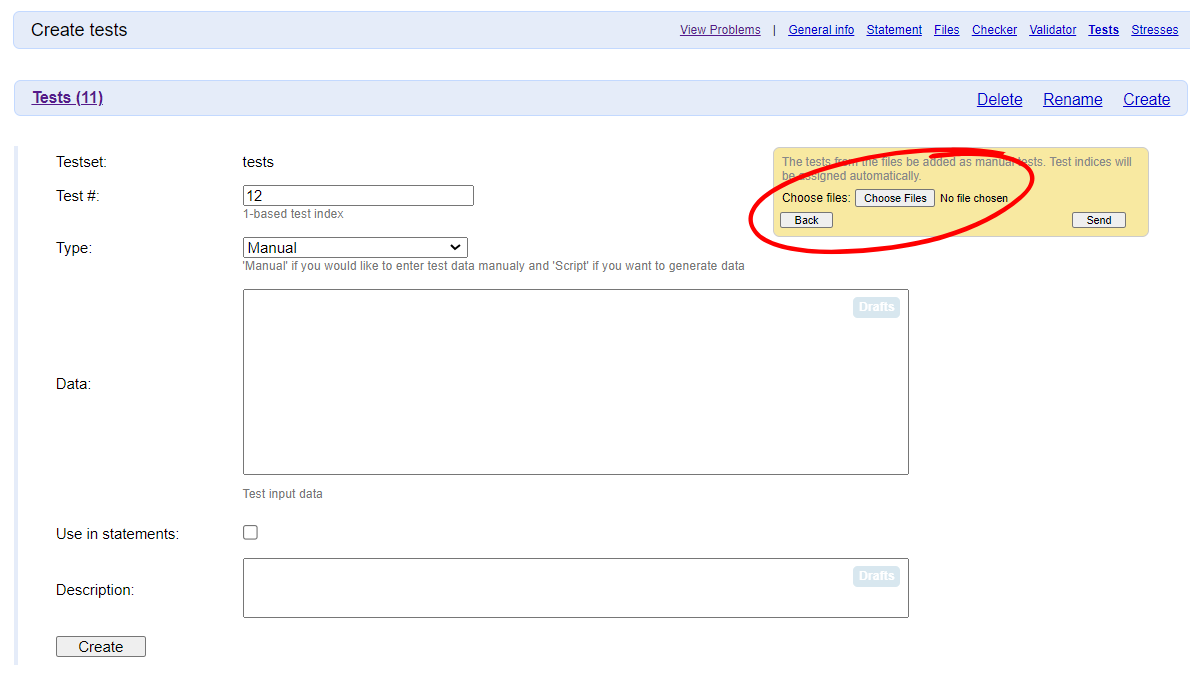 Create tests
View Problems | General info Statement Files Checker Validator Tests Stresses
Tests (11)
Delete Rename Create
Testset: tests
The tests from the files be added as manual tests. Test indices will
be assigned automatically.
Choose files: Choose Files No file chosen
Back Send
Test #: 12
1-based test index
Type: Manual
'Manual' if you would like to enter test data manualy and 'Script' if you want to generate data
Data:
Drafts
Test input data
Use in statements:
Description:
Drafts
Create